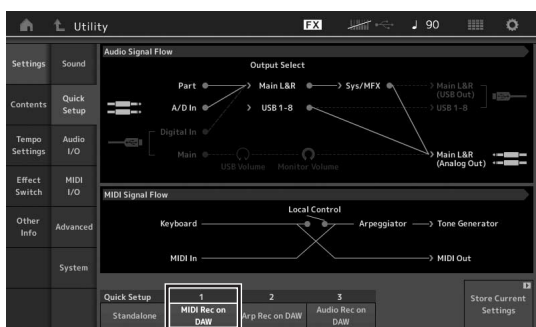 Utility
FX
♩ 90
Settings
Sound
Contents
Quick
Setup
Tempo
Settings
Audio
I/O
Effect
Switch
MIDI
I/O
Other
Info
Advanced
System
Audio Signal Flow
Output Select
Part
Main L&R
Sys/MFX
Main L&R
(USB Out)
A/D In
USB 1-8
USB 1-8
Digital In
Main
USB Volume
Monitor Volume
Main L&R
(Analog Out)
MIDI Signal Flow
Local Control
Keyboard
Arpeggiator
Tone Generator
MIDI In
MIDI Out
Quick Setup
1
2
3
Standalone
MIDI Rec on
DAW
Arp Rec on DAW
Audio Rec on
DAW
Store Current
Settings